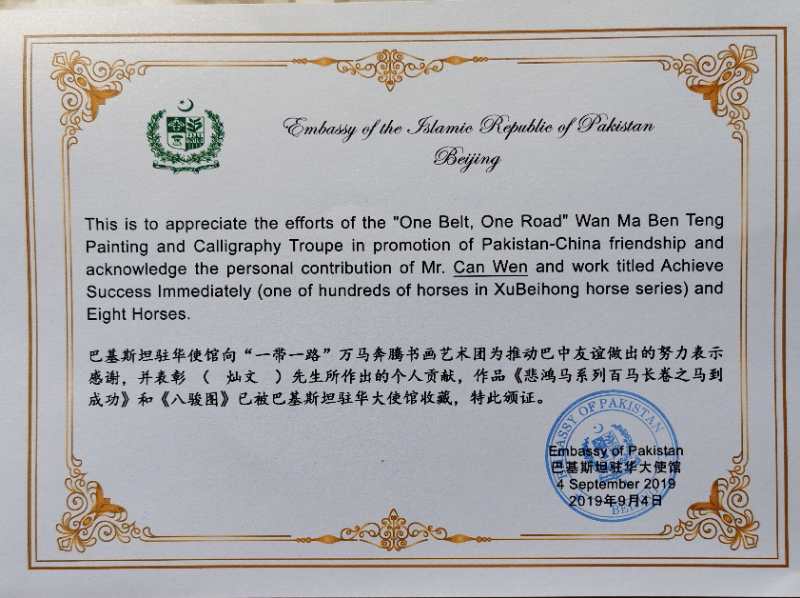 Embassy of the Islamic Republic of Pakistan
Beijing
This is to appreciate the efforts of the "One Belt, One Road" Wan Ma Ben Teng
Painting and Calligraphy Troupe in promotion of Pakistan-China friendship and
acknowledge the personal contribution of Mr. Can Wen and work titled Achieve
Success Immediately (one of hundreds of horses in XuBeihong horse series) and
Eight Horses.
巴基斯坦驻华使馆向“一带一路”万马奔腾书画艺术团为推动巴中友谊做出的努力表示
感谢，并表彰 （ 灿文 ）先生所作出的个人贡献，作品《悲鸿马系列百马长卷之马到
成功》和《八骏图》已被巴基斯坦驻华大使馆收藏，特此颁证。
EMBASSY OF PAKISTAN
Embassy of Pakistan
巴基斯坦驻华大使馆
4 September 2019
2019年9月4日